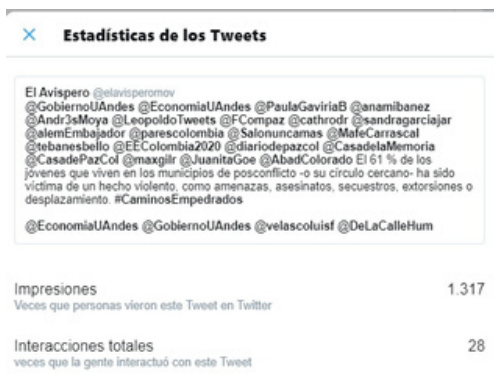 × Estadísticas de los Tweets
El Avispero @elavisperomov
@GobiernoUAndes @EconomiaUAndes @PaulaGaviriaB @anamibanez
@Andr3sMoya @LeopoldoTweets @FCompaz @cathrodr @sandragarciajar
@alemEmbajador @parescolombia @Salonuncamas @MafeCarrascal
@tebanesbello @EEColombia2020 @diariodepazcol @CasadelaMemoria
@CasadePazCol @maxgilr @JuanitaGoe @AbadColorado El 61 % de los
jóvenes que viven en los municipios de posconflicto -o su círculo cercano- ha sido
víctima de un hecho violento, como amenazas, asesinatos, secuestros, extorsiones o
desplazamiento. #CaminosEmpedrados
@EconomiaUAndes @GobiernoUAndes @velascoluisf @DeLaCalleHum
Impresiones 1.317
Veces que personas vieron este Tweet en Twitter
Interacciones totales 28
veces que la gente interactuó con este Tweet